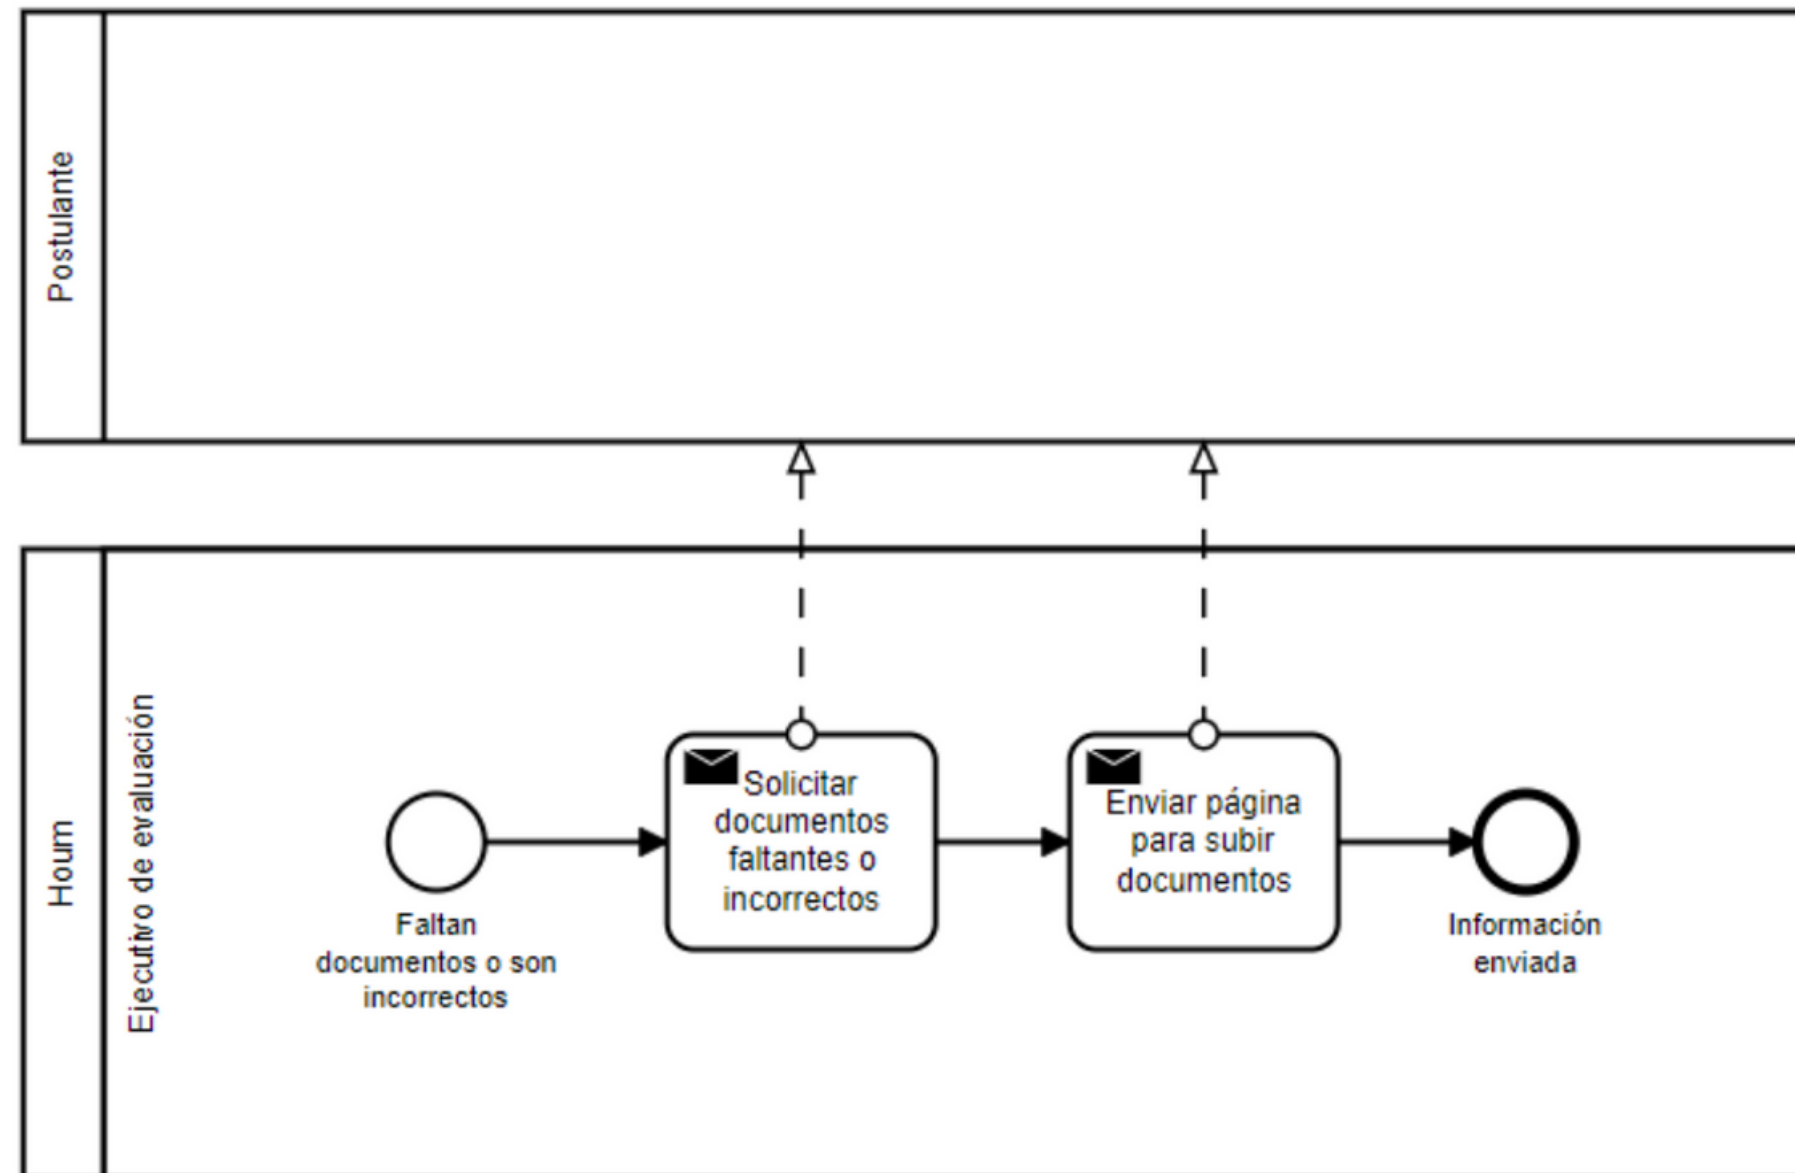 Postulante
Houm
Ejecutivo de evaluación
Faltan
documentos o son
incorrectos
Solicitar
documentos
faltantes o
incorrectos
Enviar página
para subir
documentos
Información
enviada